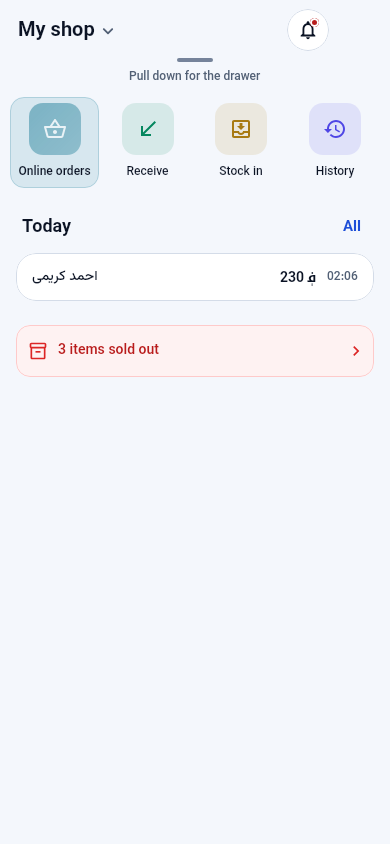 My shop
Pull down for the drawer
Online orders
Receive
Stock in
History
Today
All
احمد کریمی
230 ؋
02:06
3 items sold out